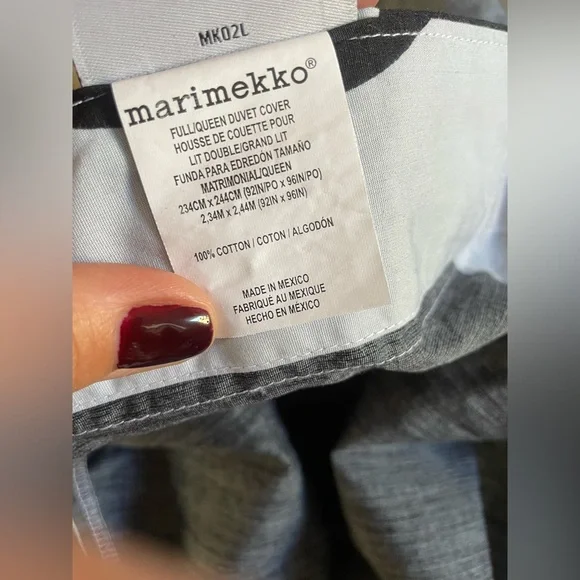 MK02L
marimekko®
FULL/QUEEN DUVET COVER
HOUSSE DE COUETTE POUR
LIT DOUBLE/GRAND LIT
FUNDA PARA EDREDÓN TAMAÑO
MATRIMONIAL/QUEEN
234CM x 244CM (92IN/PO x 96IN/PO)
2,34M x 2,44M (92IN x 96IN)
100% COTTON / COTON / ALGODÓN
MADE IN MEXICO
FABRIQUÉ AU MEXIQUE
HECHO EN MÉXICO